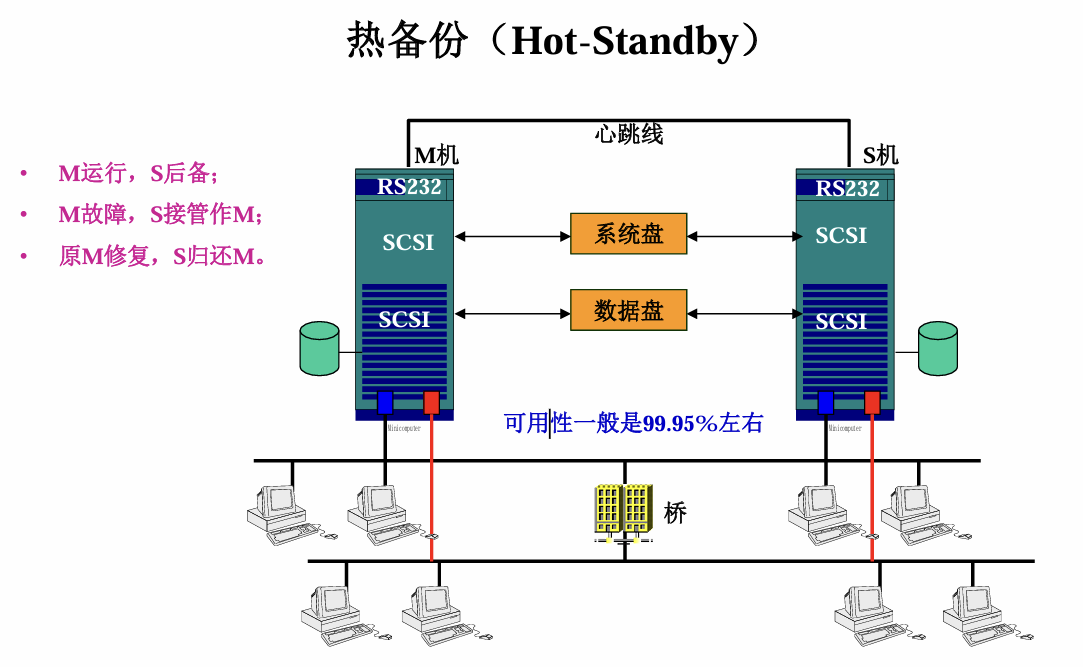 热备份（Hot-Standby）
心跳线
M机
S机
• M运行，S后备；
• M故障，S接管作M；
• 原M修复，S归还M。
RS232
RS232
SCSI
系统盘
SCSI
SCSI
数据盘
SCSI
可用性一般是99.95%左右
Minicomputer
Minicomputer
桥